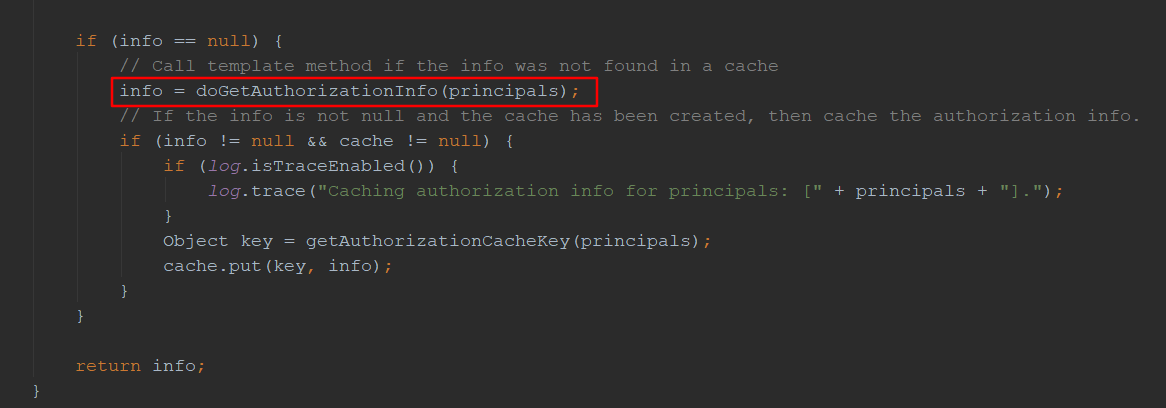 if (info == null) {
// Call template method if the info was not found in a cache
info = doGetAuthorizationInfo(principals);
// If the info is not null and the cache has been created, then cache the authorization info.
if (info != null && cache != null) {
if (log.isTraceEnabled()) {
log.trace("Caching authorization info for principals: [" + principals + "].");
}
Object key = getAuthorizationCacheKey(principals);
cache.put(key, info);
}
}
return info;
}